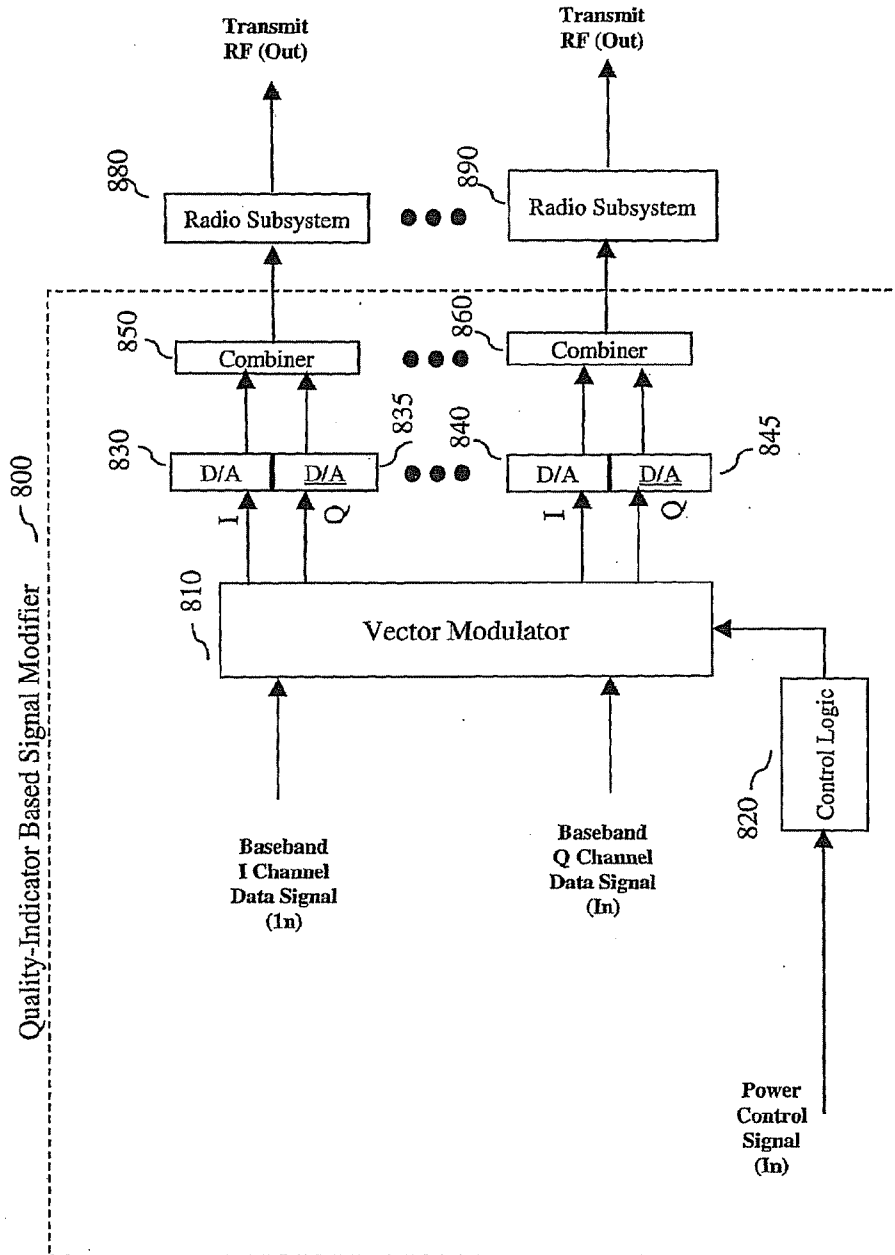 Quality-Indicator Based Signal Modifier
800
Transmit
RF (Out)
Transmit
RF (Out)
880
Radio Subsystem
890
Radio Subsystem
850
Combiner
860
Combiner
830
D/A
D/A
835
840
D/A
D/A
845
I
Q
I
Q
810
Vector Modulator
Baseband
I Channel
Data Signal
(1n)
Baseband
Q Channel
Data Signal
(In)
820
Control Logic
Power
Control
Signal
(In)